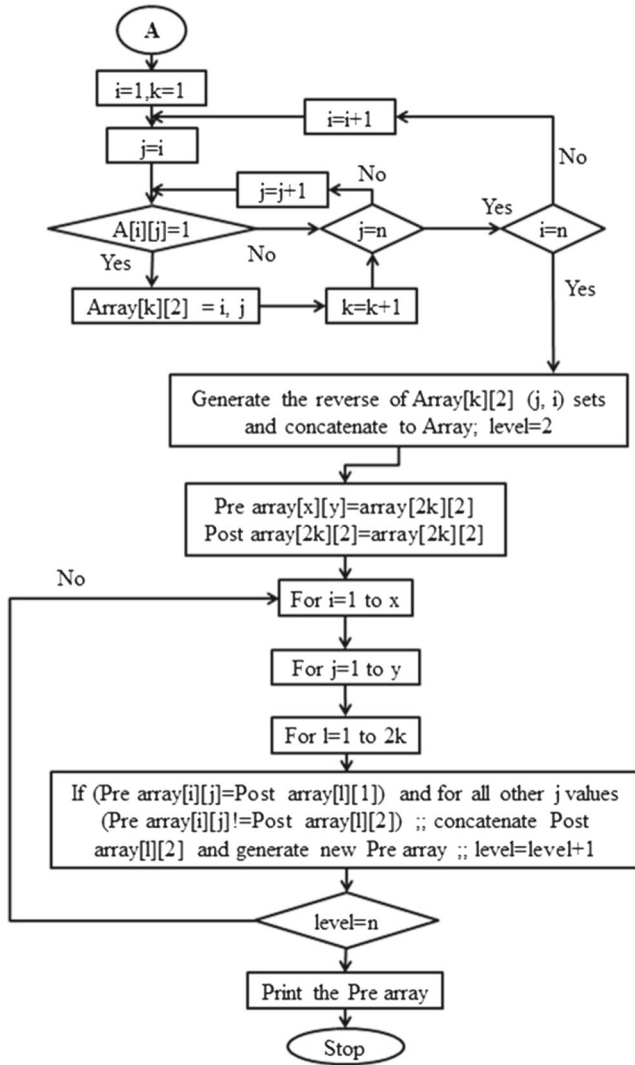 A
i=1,k=1
i=i+1
j=i
No
No
j=j+1
A[i][j]=1
j=n
Yes
i=n
Yes
No
Yes
Array[k][2] = i, j
k=k+1
Generate the reverse of Array[k][2] (j, i) sets
and concatenate to Array; level=2
Pre array[x][y]=array[2k][2]
Post array[2k][2]=array[2k][2]
No
For i=1 to x
For j=1 to y
For l=1 to 2k
If (Pre array[i][j]=Post array[l][1]) and for all other j values
(Pre array[i][j]!=Post array[l][2]) ;; concatenate Post
array[l][2] and generate new Pre array ;; level=level+1
level=n
Print the Pre array
Stop